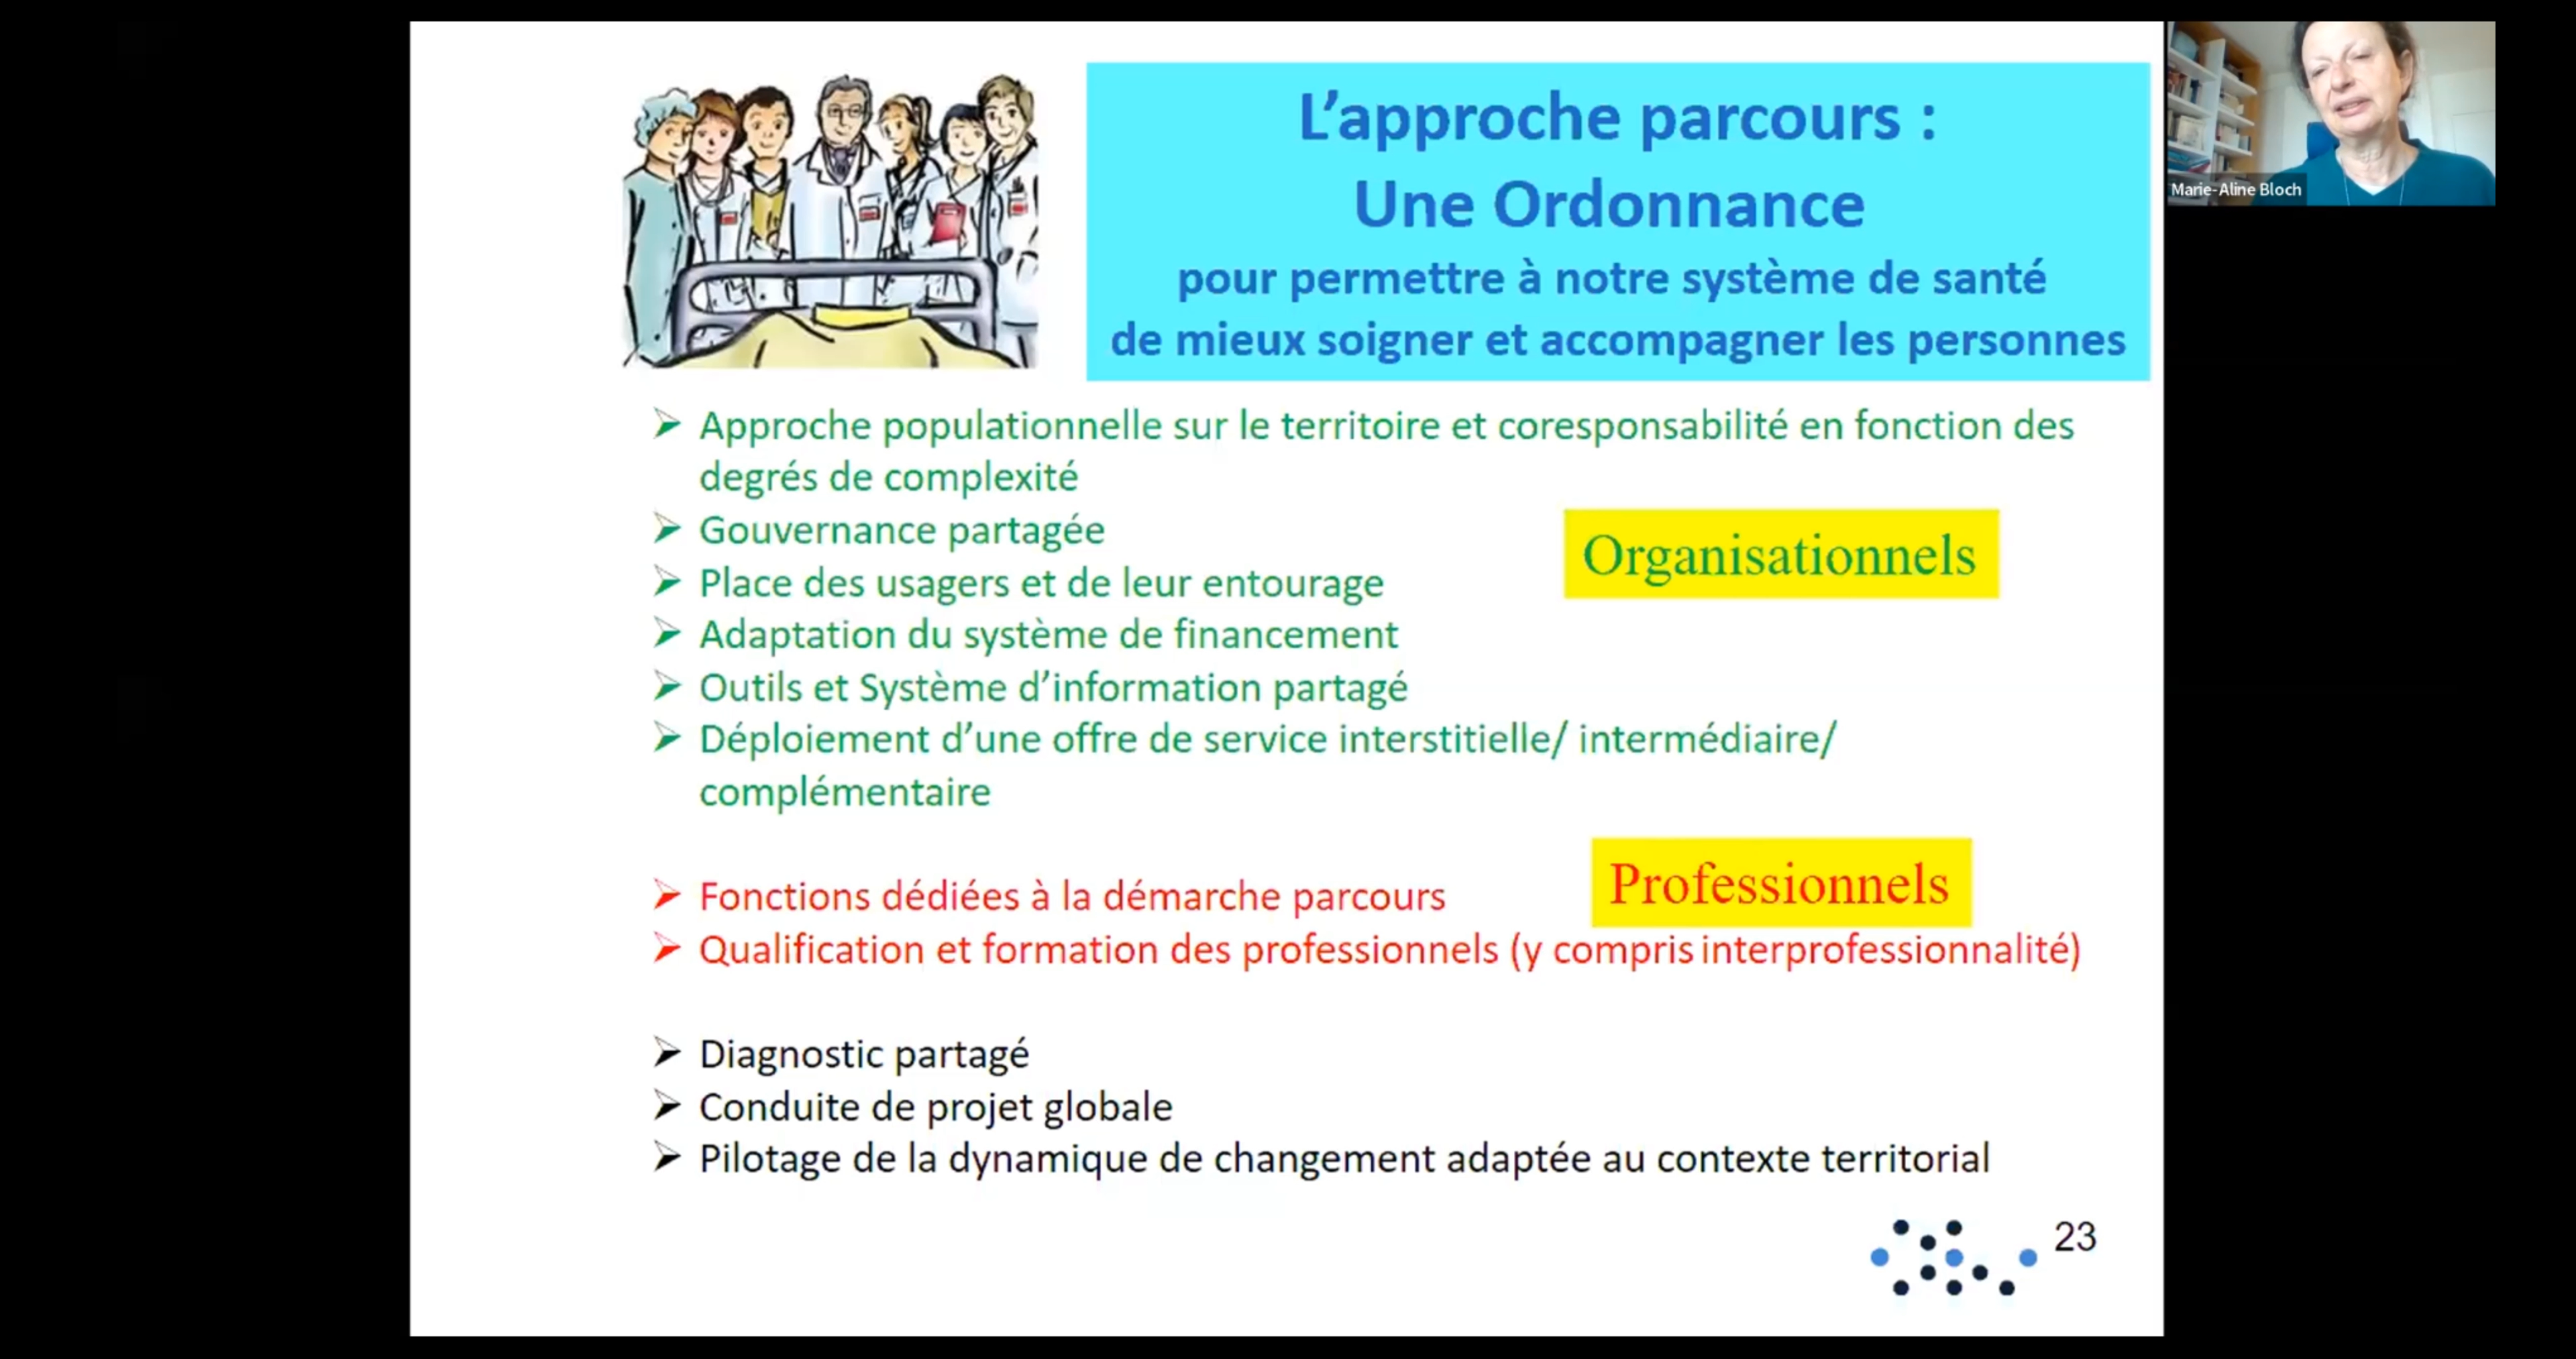 L'approche parcours :
Une Ordonnance
pour permettre à notre système de santé
de mieux soigner et accompagner les personnes
Marie-Aline Bloch
➢ Approche populationnelle sur le territoire et coresponsabilité en fonction des
degrés de complexité
➢ Gouvernance partagée
Organisationnels
➢ Place des usagers et de leur entourage
➢ Adaptation du système de financement
➢ Outils et Système d'information partagé
➢ Déploiement d'une offre de service interstitielle/ intermédiaire/
complémentaire
Professionnels
➢ Fonctions dédiées à la démarche parcours
➢ Qualification et formation des professionnels (y compris interprofessionnalité)
➢ Diagnostic partagé
➢ Conduite de projet globale
➢ Pilotage de la dynamique de changement adaptée au contexte territorial
23